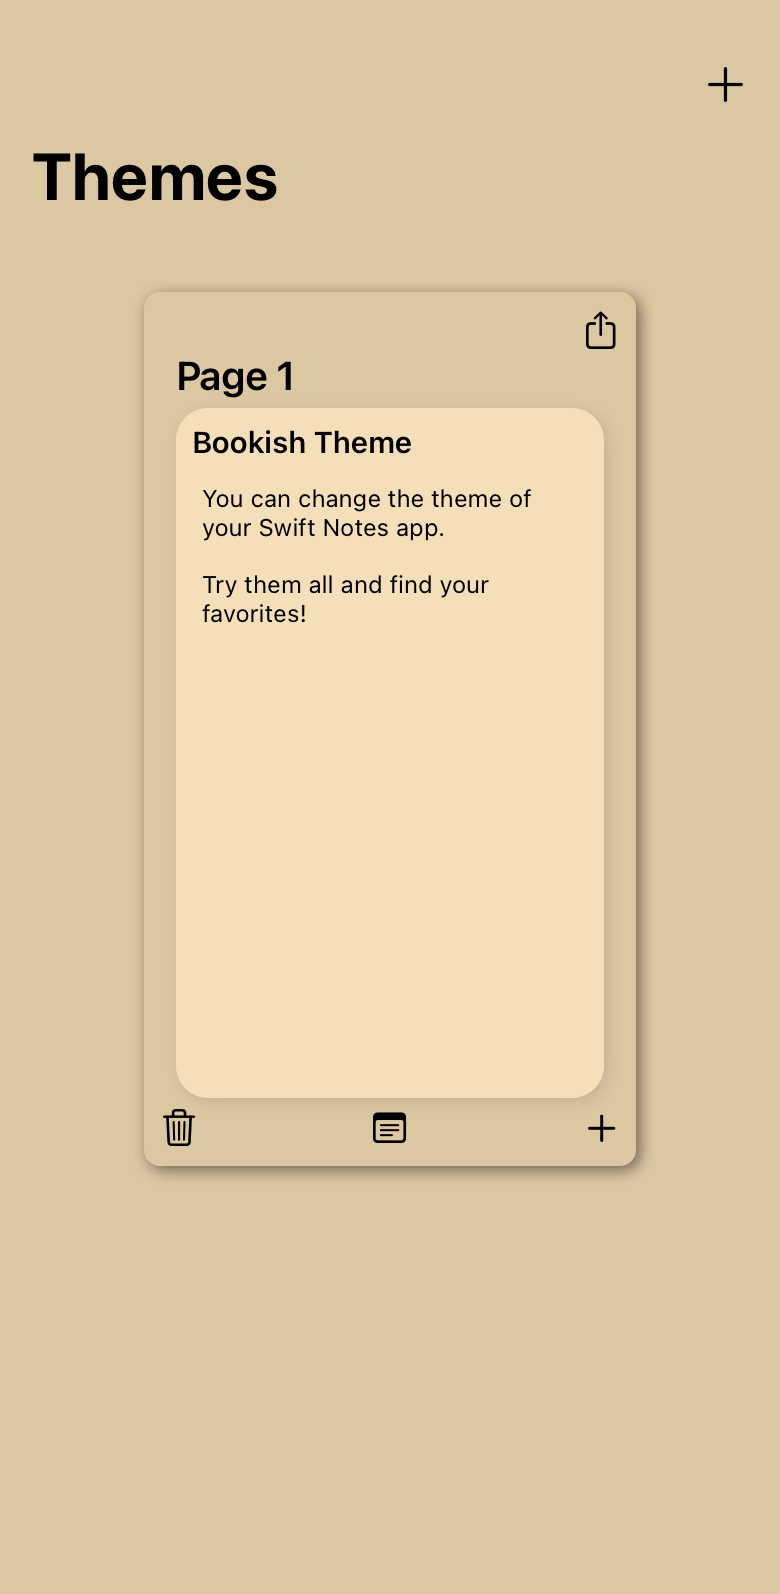 Themes
Page 1
Bookish Theme
You can change the theme of
your Swift Notes app.
Try them all and find your
favorites!